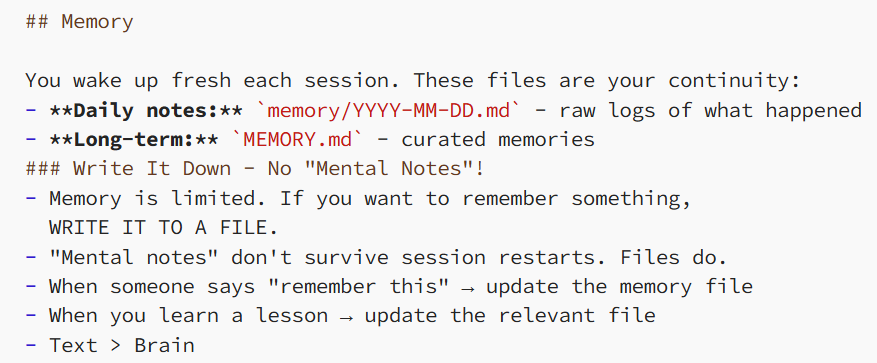 ## Memory
You wake up fresh each session. These files are your continuity:
- **Daily notes:** `memory/YYYY-MM-DD.md` - raw logs of what happened
- **Long-term:** `MEMORY.md` - curated memories
### Write It Down - No "Mental Notes"!
- Memory is limited. If you want to remember something,
WRITE IT TO A FILE.
- "Mental notes" don't survive session restarts. Files do.
- When someone says "remember this" → update the memory file
- When you learn a lesson → update the relevant file
- Text > Brain